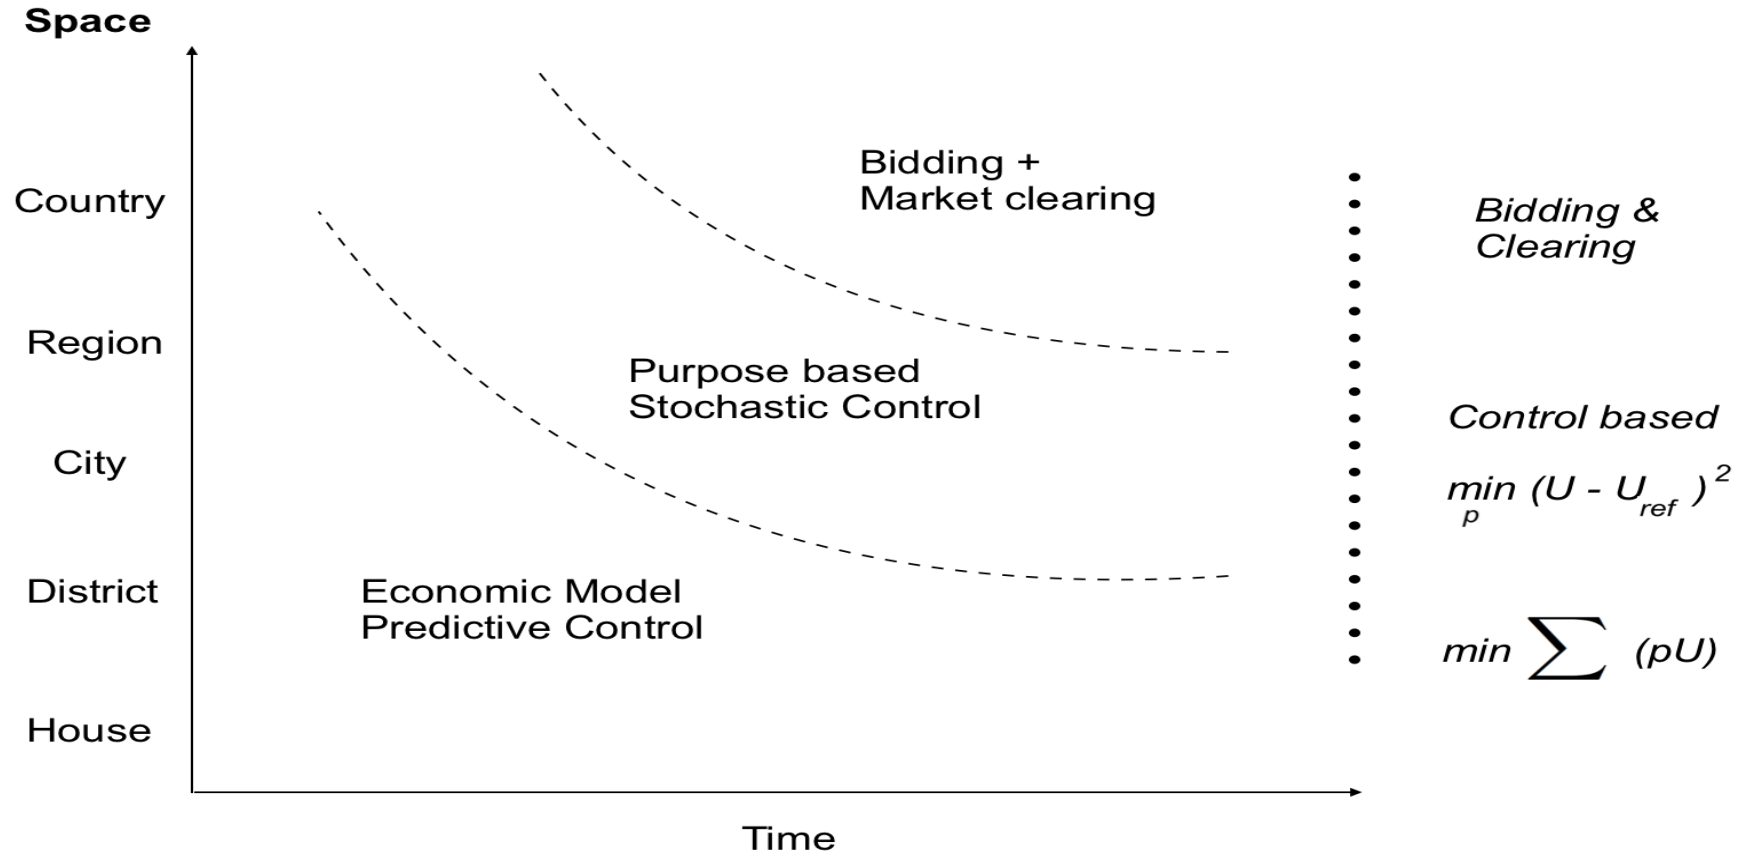 Space
Bidding +
Market clearing
Country
Bidding &
Clearing
Region
Purpose based
Stochastic Control
Control based
City
min (U - U_ref)^2
p
District
Economic Model
Predictive Control
min ∑ (pU)
House
Time